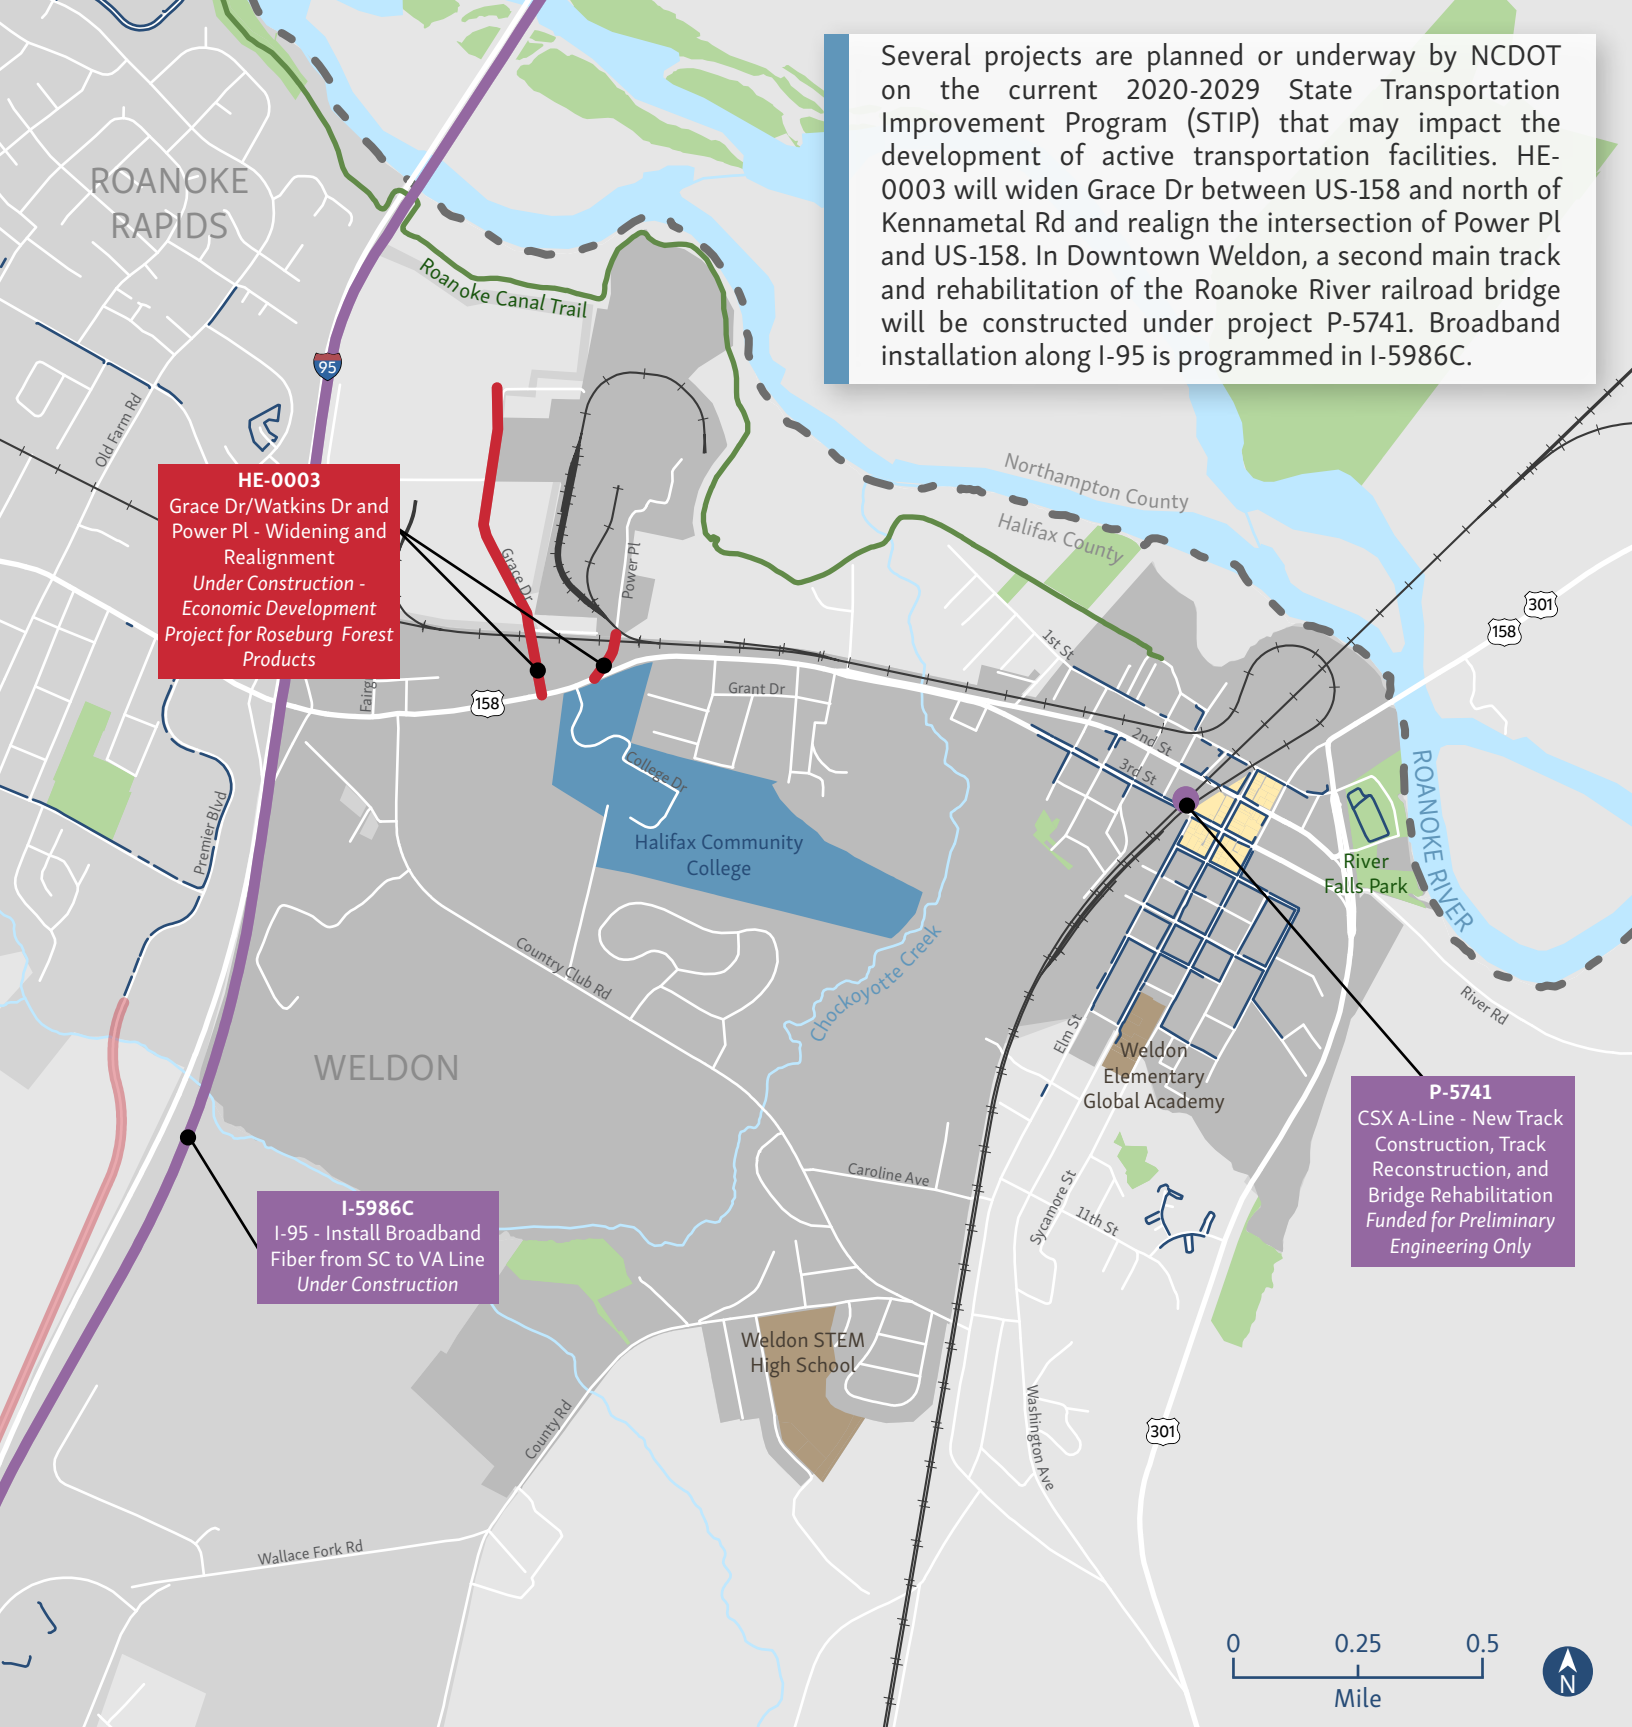 Several projects are planned or underway by NCDOT
on the current 2020-2029 State Transportation
Improvement Program (STIP) that may impact the
development of active transportation facilities. HE-
0003 will widen Grace Dr between US-158 and north of
Kennametal Rd and realign the intersection of Power Pl
and US-158. In Downtown Weldon, a second main track
and rehabilitation of the Roanoke River railroad bridge
will be constructed under project P-5741. Broadband
installation along I-95 is programmed in I-5986C.
ROANOKE
RAPIDS
Roanoke Canal Trail
95
Old Farm Rd
HE-0003
Grace Dr/Watkins Dr and
Power Pl - Widening and
Realignment
Under Construction -
Economic Development
Project for Roseburg Forest
Products
Grace Dr
Power Pl
Northampton County
Halifax County
301
158
1st St
Fairg
158
Grant Dr
2nd St
3rd St
College Dr
Premier Blvd
Halifax Community
College
ROANOKE RIVER
River
Falls Park
Country Club Rd
Chockoyotte Creek
River Rd
Elm St
WELDON
Weldon
Elementary
Global Academy
P-5741
CSX A-Line - New Track
Construction, Track
Reconstruction, and
Bridge Rehabilitation
Funded for Preliminary
Engineering Only
Caroline Ave
Sycamore St
11th St
I-5986C
I-95 - Install Broadband
Fiber from SC to VA Line
Under Construction
Weldon STEM
High School
County Rd
Washington Ave
301
Wallace Fork Rd
0 0.25 0.5
Mile
N